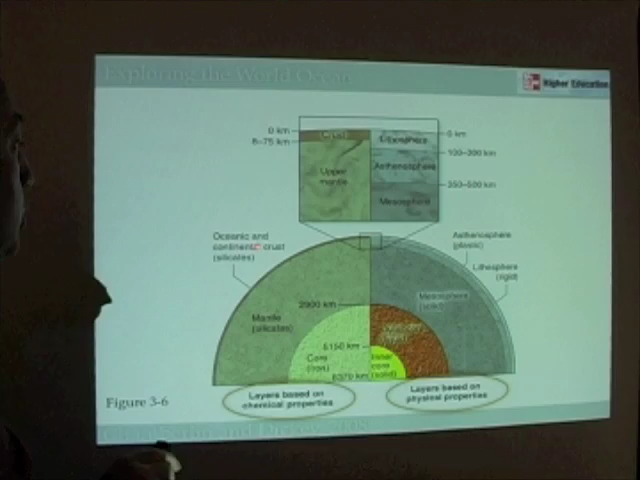 Exploring the World Ocean
Higher Education
0 km
Crust
8–75 km
Upper
mantle
Lithosphere
Asthenosphere
Mesosphere
0 km
100–200 km
350–500 km
Oceanic and
continental crust
(silicates)
Asthenosphere
(plastic)
Lithosphere
(rigid)
Mesosphere
(solid)
2900 km
Mantle
(silicates)
5150 km
Core
(iron)
Inner
core
(solid)
6370 km
Layers based on
chemical properties
Layers based on
physical properties
Figure 3-6